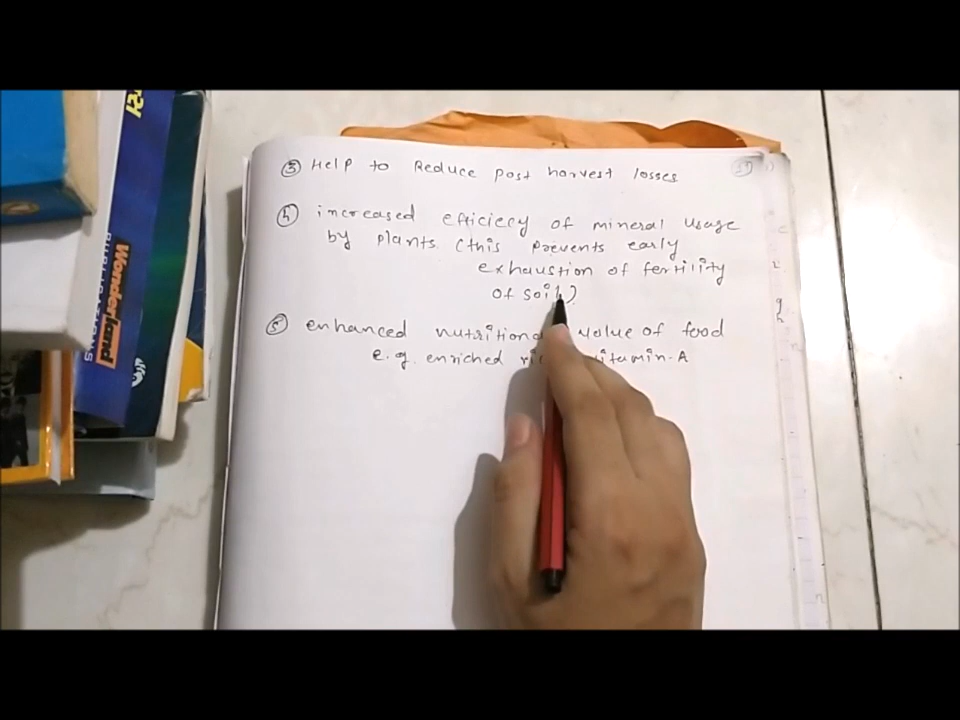 ③ Help to Reduce post harvest losses
④ increased efficiecy of mineral usage
by plants (this prevents early
exhaustion of fertility
of soil)
⑤ enhanced nutritional value of food
e.g. enriched vitamin-A
Wonderland
PUBLICATIONS